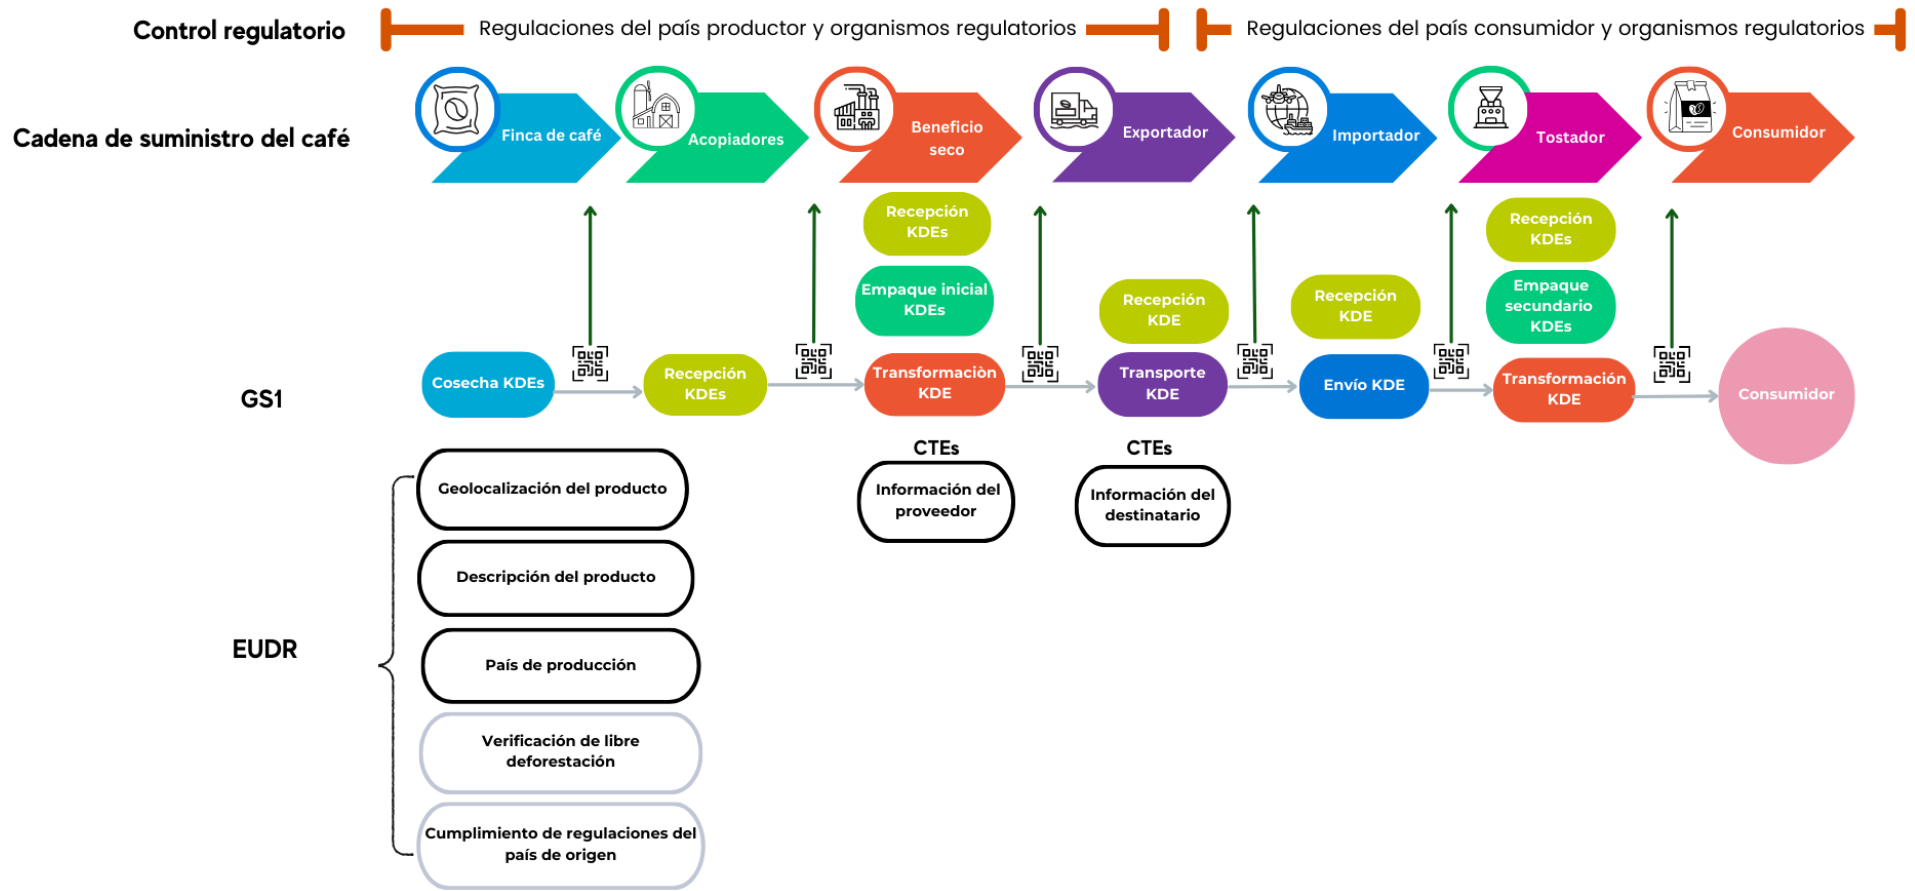 Control regulatorio
Regulaciones del país productor y organismos regulatorios
Regulaciones del país consumidor y organismos regulatorios
Cadena de suministro del café
Finca de café
Acopiadores
Beneficio
seco
Exportador
Importador
Tostador
Consumidor
Recepción
KDEs
Empaque inicial
KDEs
Recepción
KDE
Recepción
KDE
Recepción
KDEs
Empaque
secundario
KDEs
GS1
Cosecha KDEs
Recepción
KDEs
Transformaciòn
KDE
Transporte
KDE
Envío KDE
Transformación
KDE
Consumidor
CTEs
Información del
proveedor
CTEs
Información del
destinatario
EUDR
Geolocalización del producto
Descripción del producto
País de producción
Verificación de libre
deforestación
Cumplimiento de regulaciones del
país de origen